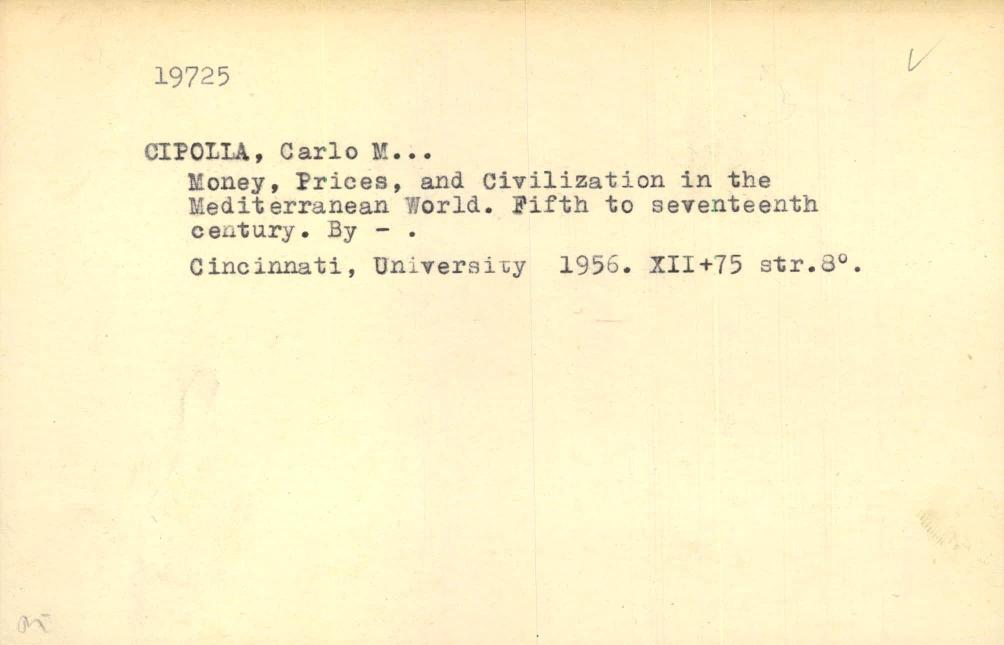 19725
CIPOLLA, Carlo M...
Money, Prices, and Civilization in the
Mediterranean World. Fifth to seventeenth
century. By - .
Cincinnati, University 1956. XII+75 str.8°.